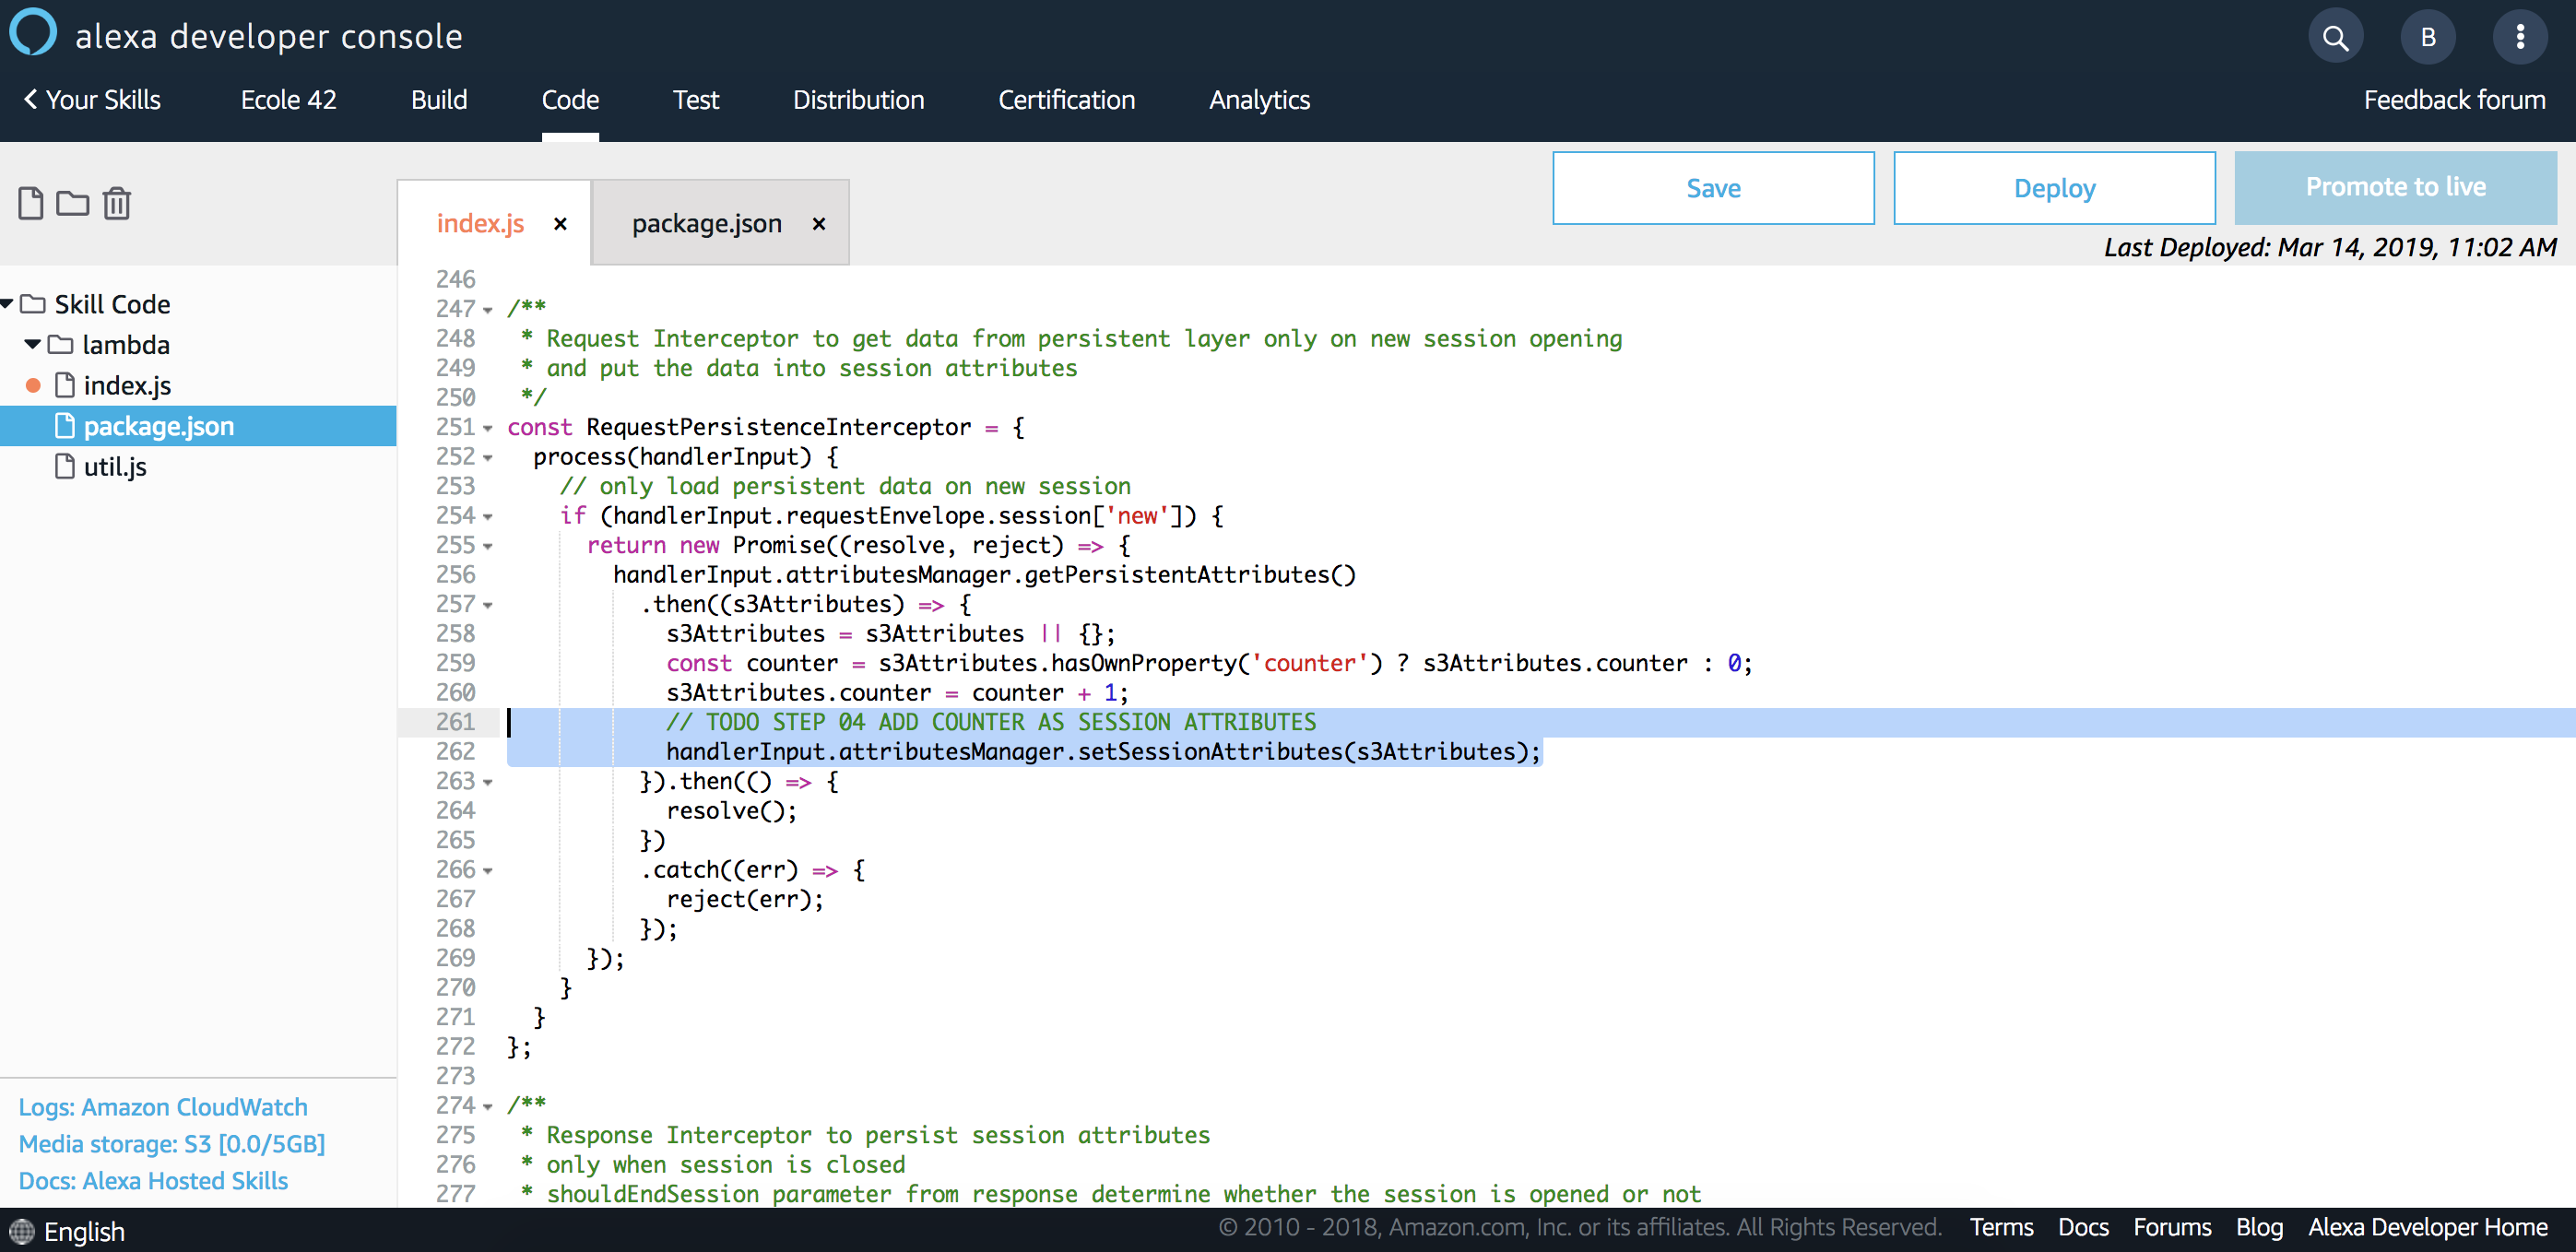 alexa developer console
B
Your Skills Ecole 42 Build Code Test Distribution Certification Analytics Feedback forum
Save Deploy Promote to live
index.js × package.json ×
Last Deployed: Mar 14, 2019, 11:02 AM
Skill Code
lambda
index.js
package.json
util.js
Logs: Amazon CloudWatch
Media storage: S3 [0.0/5GB]
Docs: Alexa Hosted Skills
246
247 /**
248  * Request Interceptor to get data from persistent layer only on new session opening
249  * and put the data into session attributes
250  */
251 const RequestPersistenceInterceptor = {
252   process(handlerInput) {
253     // only load persistent data on new session
254     if (handlerInput.requestEnvelope.session['new']) {
255       return new Promise((resolve, reject) => {
256         handlerInput.attributesManager.getPersistentAttributes()
257           .then((s3Attributes) => {
258             s3Attributes = s3Attributes || {};
259             const counter = s3Attributes.hasOwnProperty('counter') ? s3Attributes.counter : 0;
260             s3Attributes.counter = counter + 1;
261             // TODO STEP 04 ADD COUNTER AS SESSION ATTRIBUTES
262             handlerInput.attributesManager.setSessionAttributes(s3Attributes);
263           }).then(() => {
264             resolve();
265           })
266           .catch((err) => {
267             reject(err);
268           });
269       });
270     }
271   }
272 };
273
274 /**
275  * Response Interceptor to persist session attributes
276  * only when session is closed
277  * shouldEndSession parameter from response determine whether the session is opened or not
English
© 2010 - 2018, Amazon.com, Inc. or its affiliates. All Rights Reserved. Terms Docs Forums Blog Alexa Developer Home